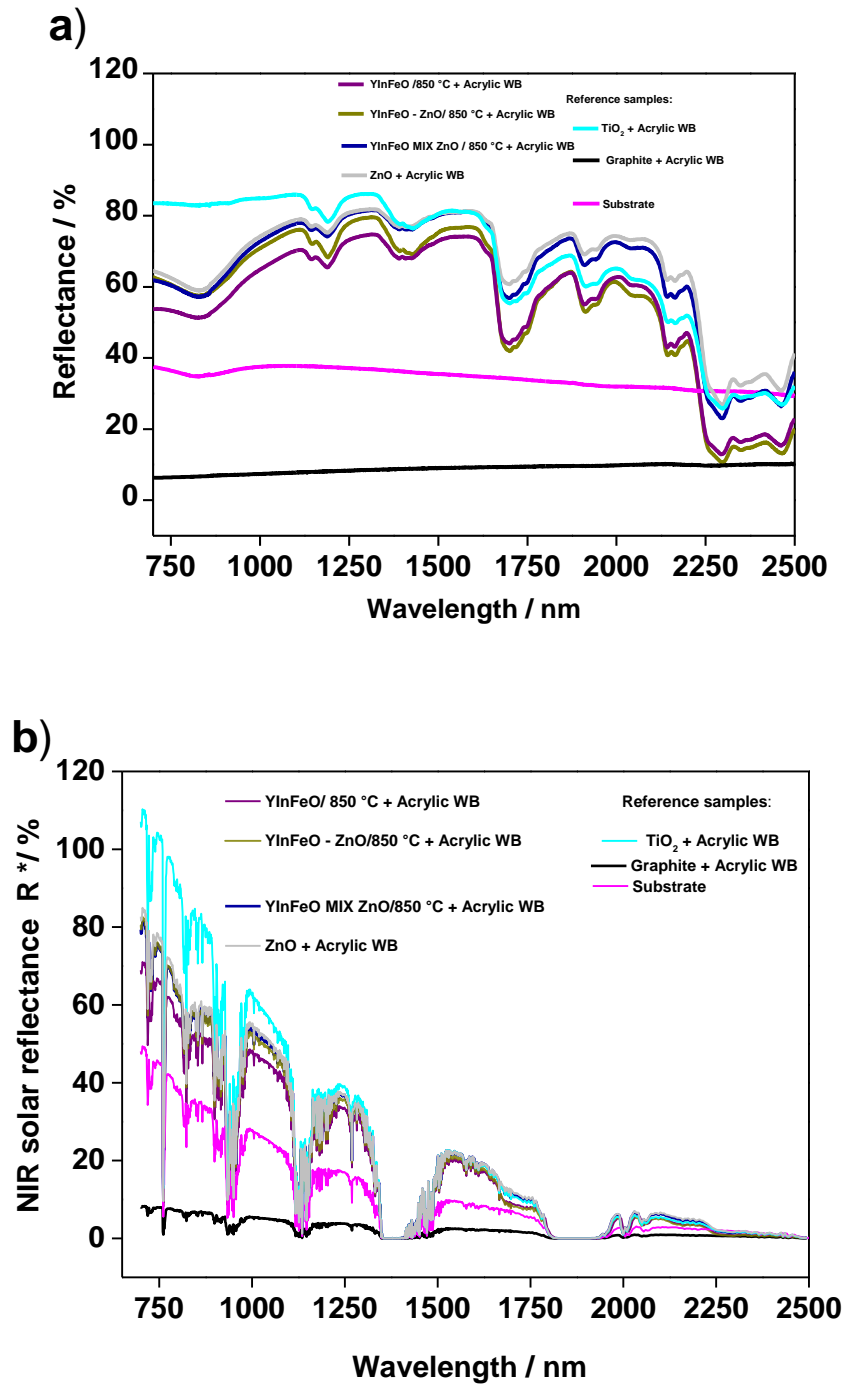 a)
120
100
80
60
40
20
0
Reflectance / %
YInFeO /850 °C + Acrylic WB
YInFeO - ZnO/ 850 °C + Acrylic WB
YInFeO MIX ZnO / 850 °C + Acrylic WB
ZnO + Acrylic WB
Reference samples:
TiO₂ + Acrylic WB
Graphite + Acrylic WB
Substrate
750 1000 1250 1500 1750 2000 2250 2500
Wavelength / nm
b)
120
100
80
60
40
20
0
NIR solar reflectance R */ %
YInFeO/ 850 °C + Acrylic WB
YInFeO - ZnO/850 °C + Acrylic WB
YInFeO MIX ZnO/850 °C + Acrylic WB
ZnO + Acrylic WB
Reference samples:
TiO₂ + Acrylic WB
Graphite + Acrylic WB
Substrate
750 1000 1250 1500 1750 2000 2250 2500
Wavelength / nm